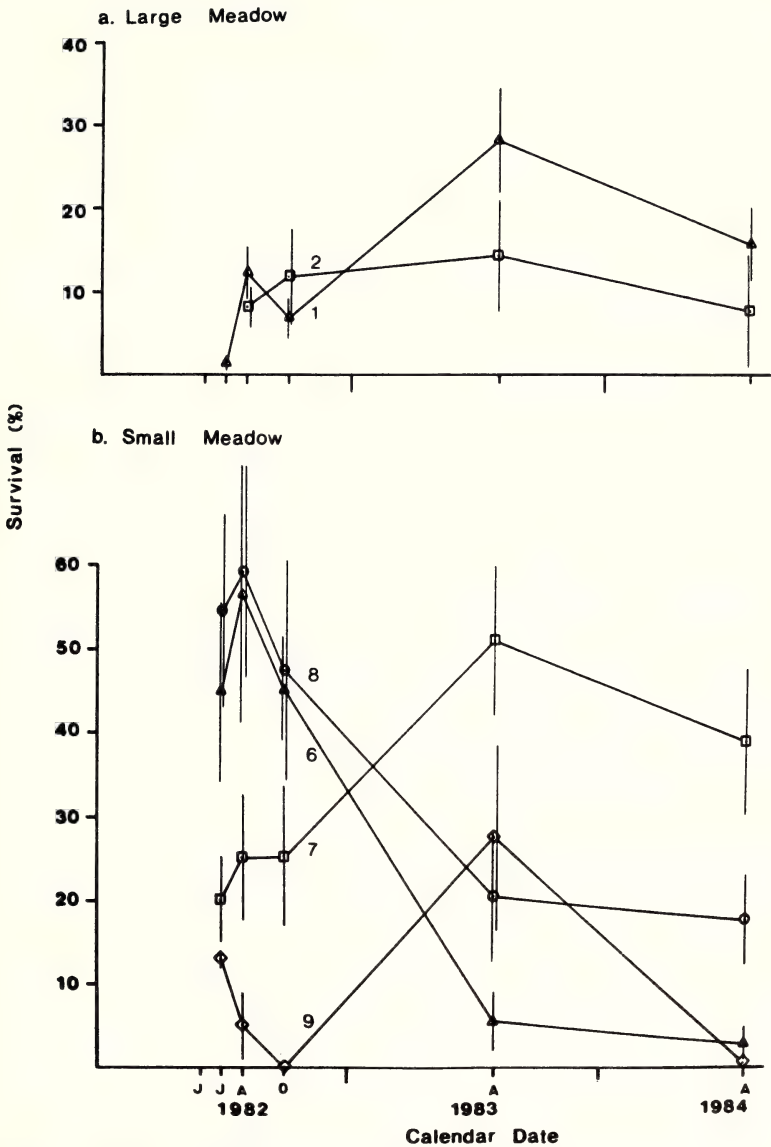 a. Large Meadow
40
30
20
10
2
1
Survival (%)
b. Small Meadow
60
50
40
30
20
10
8
6
7
9
J J A O A A
1982 1983 1984
Calendar Date